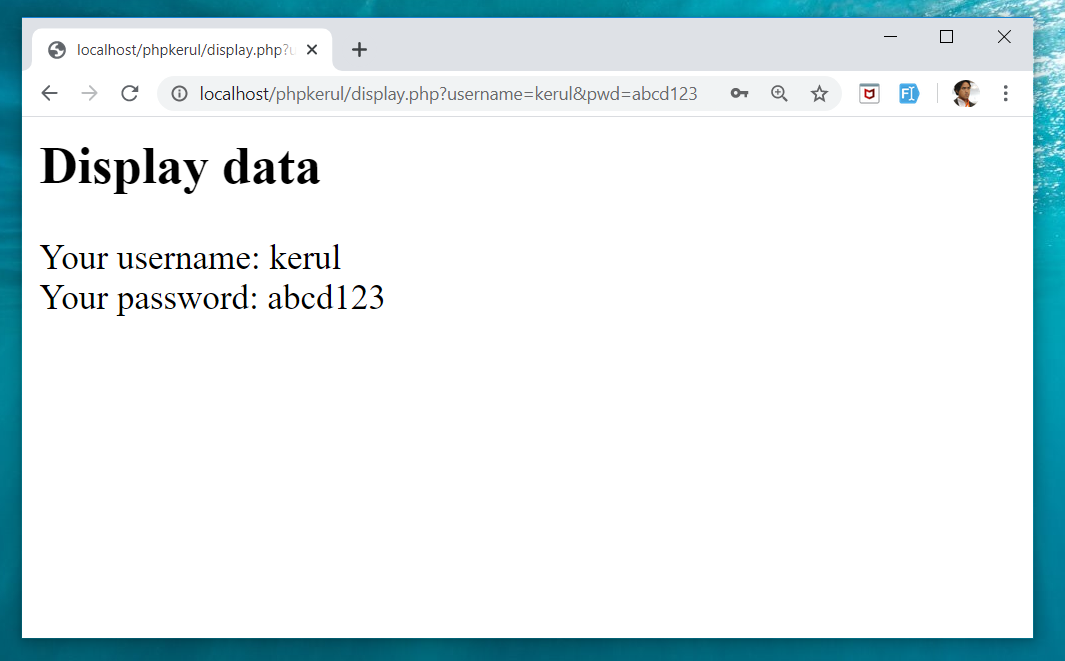 localhost/phpkerul/display.php?u
localhost/phpkerul/display.php?username=kerul&pwd=abcd123
Display data
Your username: kerul
Your password: abcd123